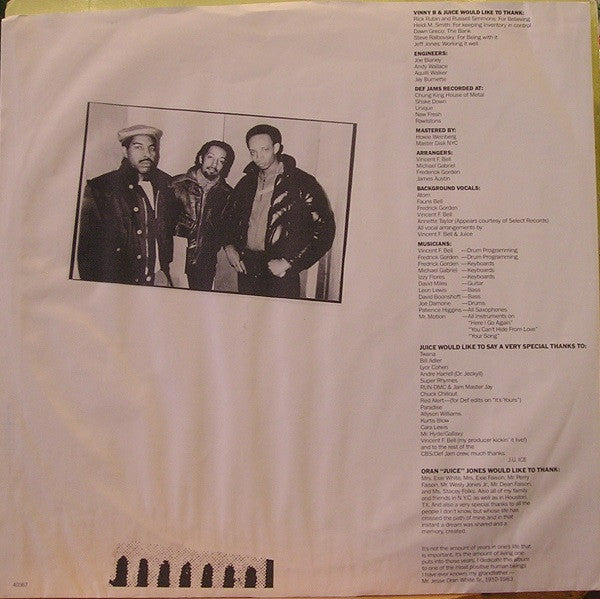 VINNY B & JUICE WOULD LIKE TO THANK:
Rick Rubin and Russell Simmons: For Believing
Heidi M. Smith: For keeping Inventory in control
Dawn Greco: The Bank
Steve Ralbovsky: For Being with it
Jeff Jones: Working it well
ENGINEERS:
Joe Blaney
Andy Wallace
Aquili Walker
Jay Burnette
DEF JAMS RECORDED AT:
Chung King House of Metal
Shake Down
Unique
New Fresh
Rawlstons
MASTERED BY:
Howie Weinberg
Master Disk NYC
ARRANGERS:
Vincent F. Bell
Michael Gabriel
Frederick Gorden
James Austin
BACKGROUND VOCALS:
Atom
Fauns Bell
Fredrick Gorden
Vincent F. Bell
Annette Taylor (Appears courtesy of Select Records)
All vocal arrangements by
Vincent F. Bell & Juice
MUSICIANS:
Vincent F. Bell —Drum Programming
Fredrick Gorden —Drum Programming
Fredrick Gorden —Keyboards
Michael Gabriel —Keyboards
Izzy Flores —Keyboards
David Miles —Guitar
Leon Lewis —Bass
David Boonshoft —Bass
Joe Damone —Drums
Patience Higgins —All Saxophones
Mr. Motion —All Instruments on
"Here I Go Again"
"You Can't Hide From Love"
"Your Song"
JUICE WOULD LIKE TO SAY A VERY SPECIAL THANKS TO:
Twana
Bill Adler
Lyor Cohen
Andre Harrell (Dr. Jeckyll)
Super Rhymes
RUN-DMC & Jam Master Jay
Chuck Chillout
Red Alert—(for Def edits on "It's Yours")
Paradise
Allyson Williams
Kurtis Blow
Cara Lewis
Mr. Hyde/Gallaxy
Vincent F. Bell (my producer kickin' it live!)
and to the rest of the
CBS/Def Jam crew, much thanks.
J.U. ICE
ORAN "JUICE" JONES WOULD LIKE TO THANK:
Mrs. Exie White, Mrs. Exie Faison, Mr. Perry
Faison, Mr. Wesly Jones Jr., Mr. Dean Faison,
and Ms. Stacey Folks. Also all of my family
and friends in N.Y.C. as well as in Houston,
TX. And also a very special thanks to all the
people I don't know, but whose life has
crossed the path of mine and in that
instant a dream was shared and a
memory, created.
It's not the amount of years in one's life that
is important, it's the amount of living one
puts into those years. I dedicate this album
to one of the most positive human beings
I have ever known, my grandfather—
Mr. Jesse Oran White Sr., 1910-1983.
40367